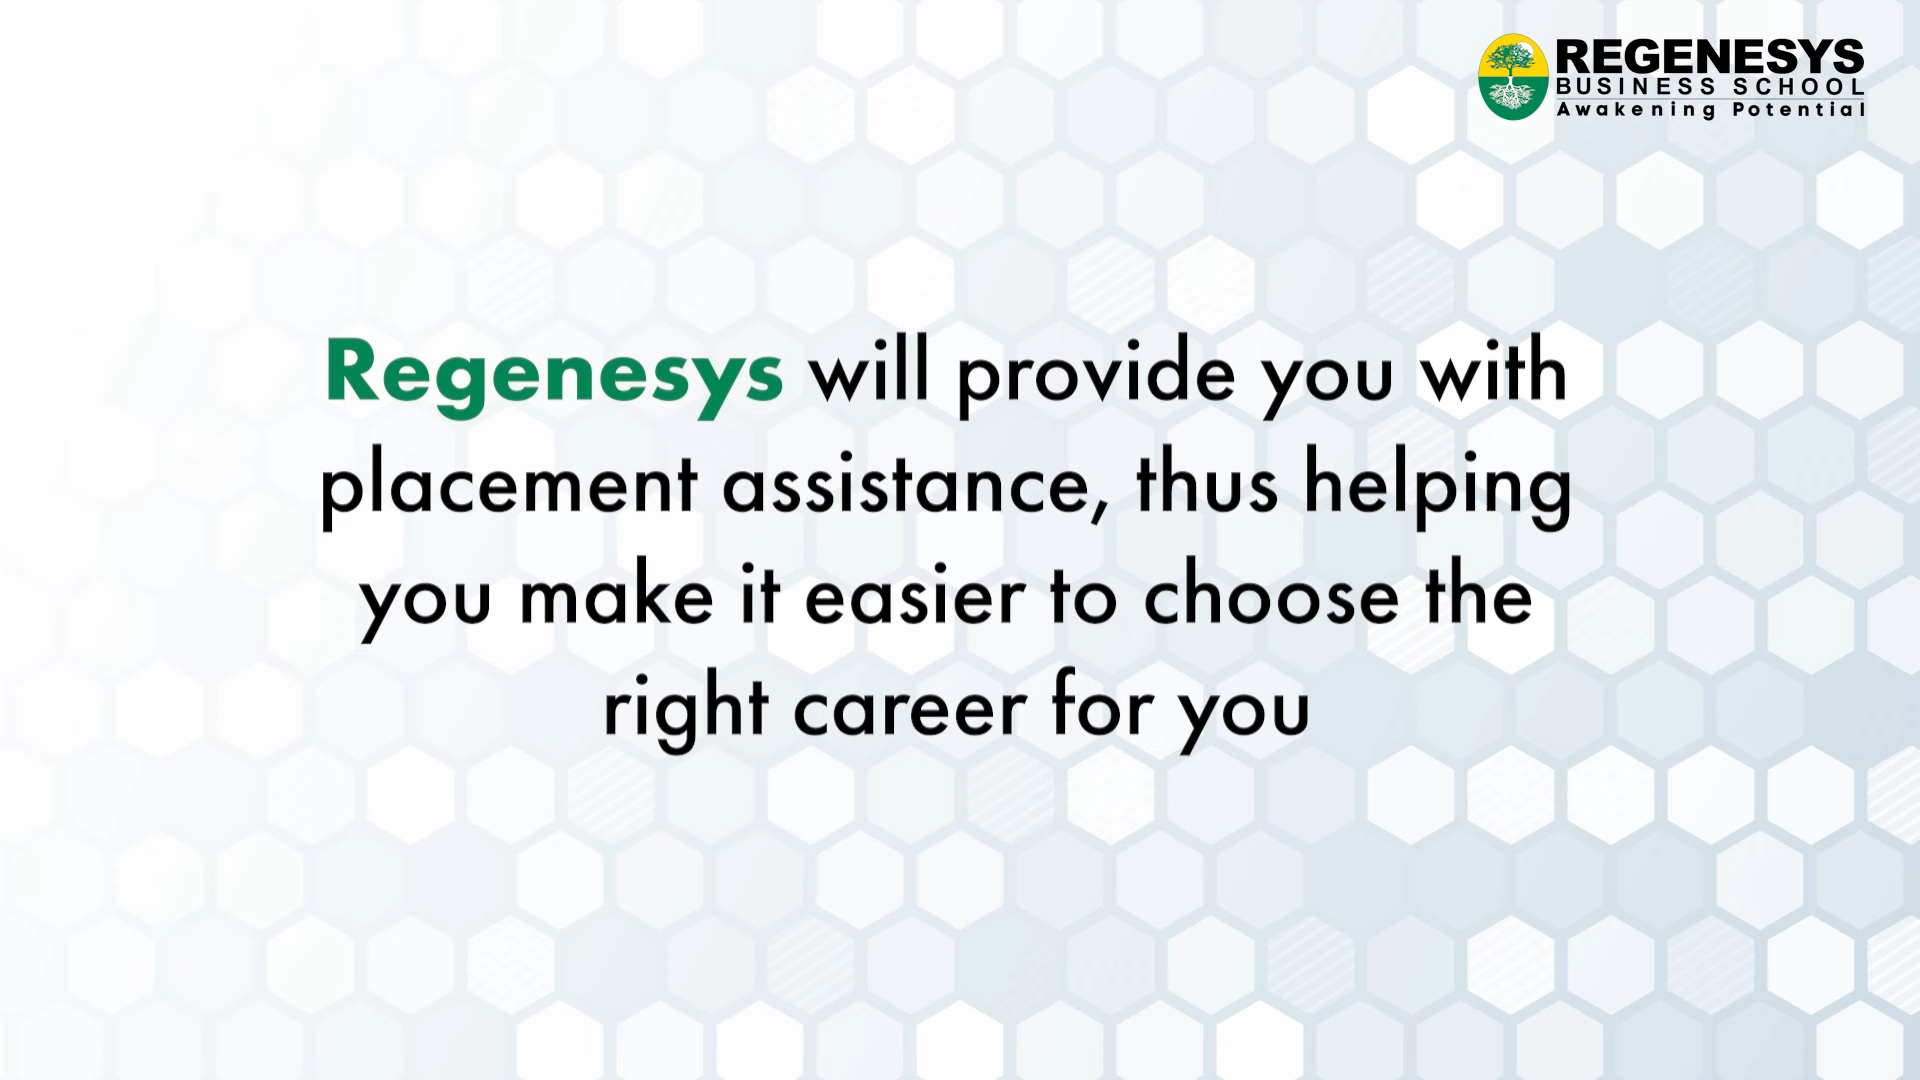 REGENESYS
BUSINESS SCHOOL
Awakening Potential
Regenesys will provide you with
placement assistance, thus helping
you make it easier to choose the
right career for you